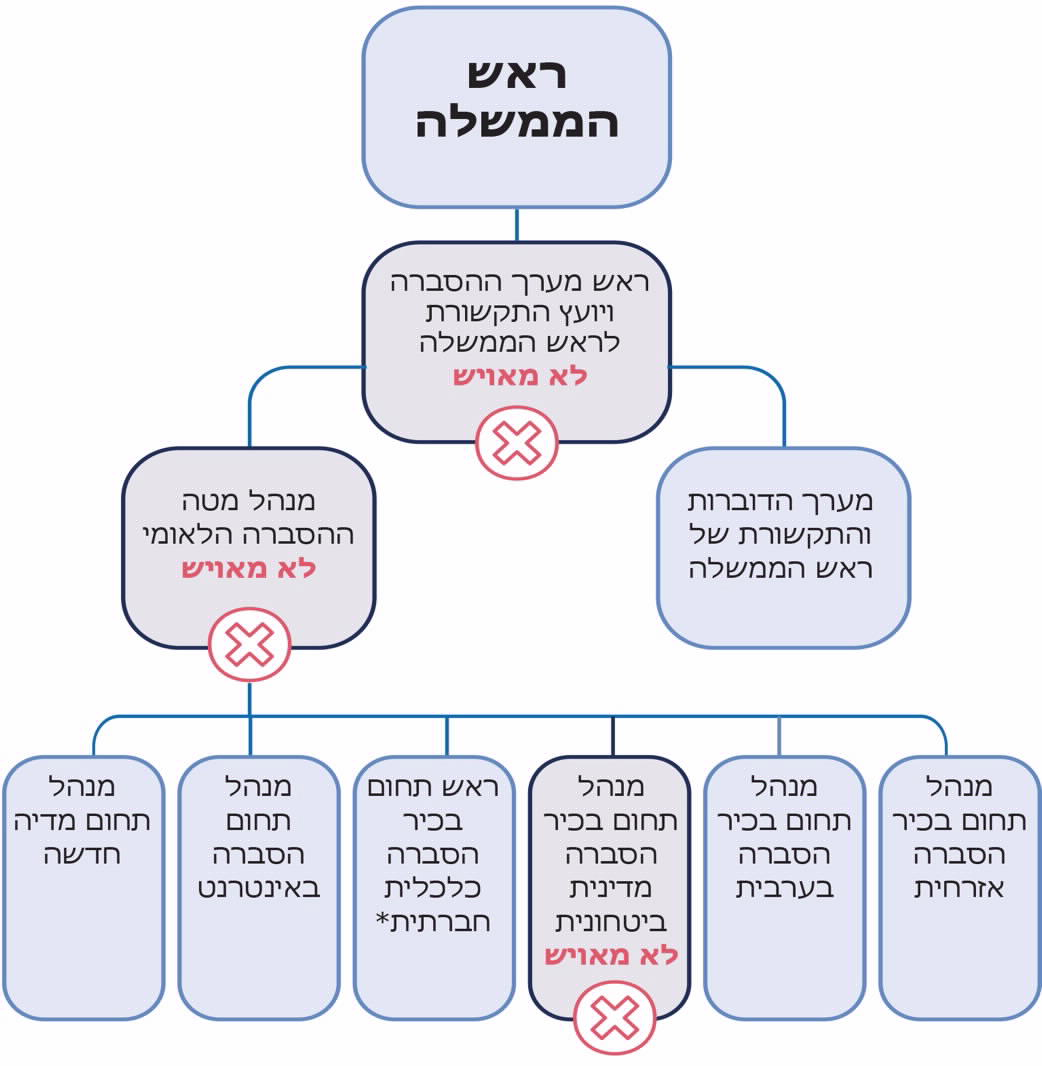 ראש
הממשלה
ראש מערך ההסברה
ויועץ התקשורת
לראש הממשלה
לא מאויש
מערך הדוברות
והתקשורת של
ראש הממשלה
מנהל מטה
ההסברה הלאומי
לא מאויש
מנהל
תחום בכיר
הסברה
אזרחית
מנהל
תחום בכיר
הסברה
בערבית
מנהל
תחום בכיר
הסברה
מדינית
ביטחונית
לא מאויש
ראש תחום
בכיר
הסברה
כלכלית
חברתית*
מנהל
תחום
הסברה
באינטרנט
מנהל
תחום מדיה
חדשה